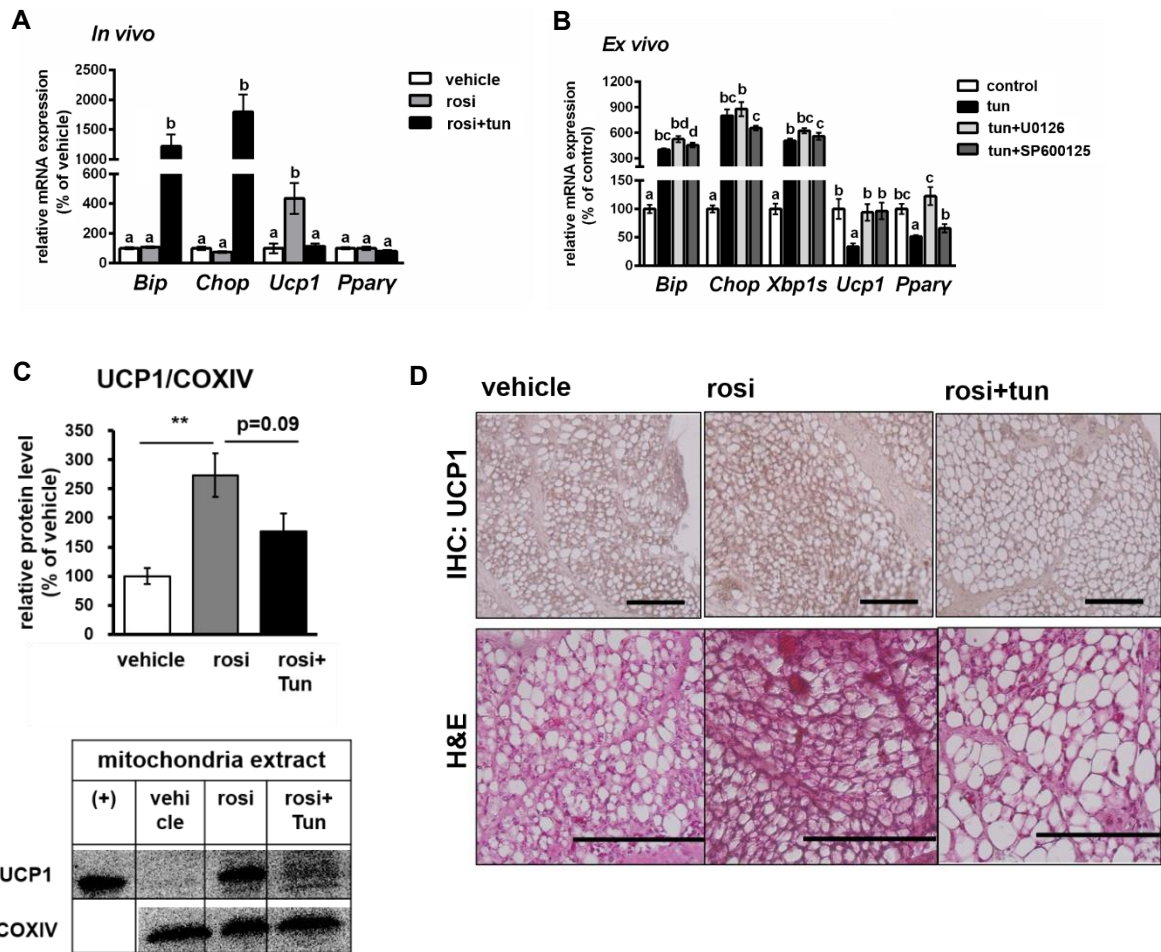 A
In vivo
relative mRNA expression
(% of vehicle)
2500
2000
1500
1000
600
400
200
0
a a b
a a b
a b a
a a a
Bip Chop Ucp1 Pparγ
vehicle
rosi
rosi+tun
B
Ex vivo
relative mRNA expression
(% of control)
1200
900
600
300
100
50
0
a bc bd d
a bc b c
a b bc c
b a b b
bc a c b
Bip Chop Xbp1s Ucp1 Pparγ
control
tun
tun+U0126
tun+SP600125
C
UCP1/COXIV
relative protein level
(% of vehicle)
350
300
250
200
150
100
50
0
**
p=0.09
vehicle rosi rosi+
Tun
mitochondria extract
(+) vehi rosi rosi+
cle Tun
UCP1
COXIV
D
vehicle rosi rosi+tun
IHC: UCP1
H&E